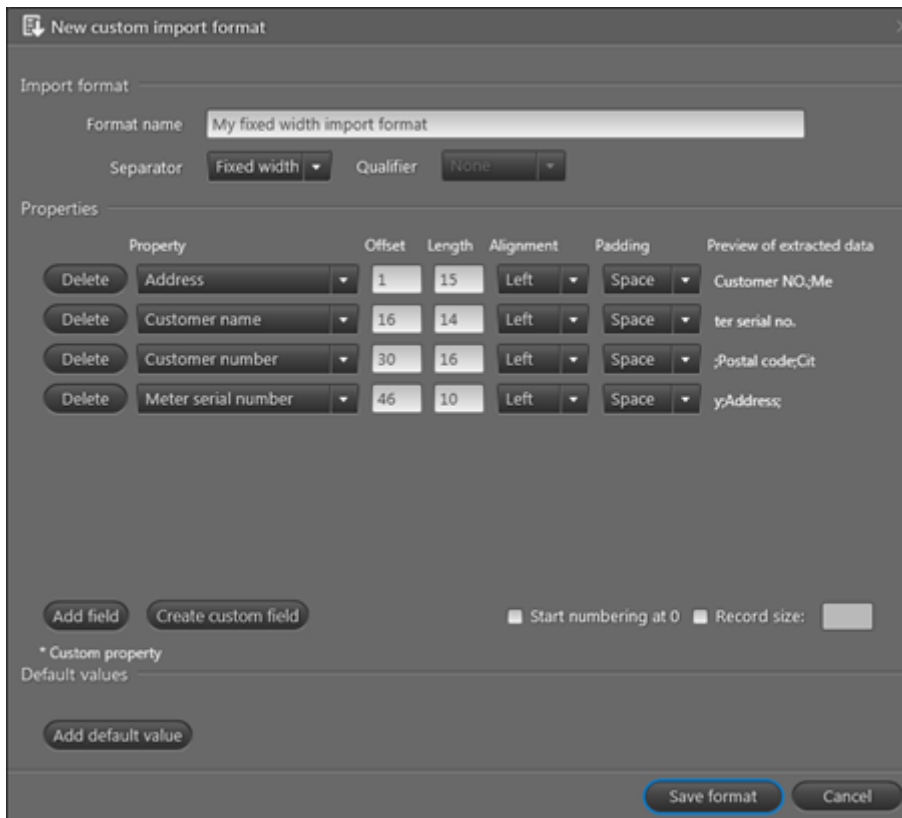 New custom import format
Import format
Format name My fixed width import format
Separator Fixed width Qualifier None
Properties
Property Offset Length Alignment Padding Preview of extracted data
Delete Address 1 15 Left Space Customer NO.;Me
Delete Customer name 16 14 Left Space ter serial no.
Delete Customer number 30 16 Left Space ;Postal code;Cit
Delete Meter serial number 46 10 Left Space y;Address;
Add field Create custom field Start numbering at 0 Record size:
* Custom property
Default values
Add default value
Save format Cancel